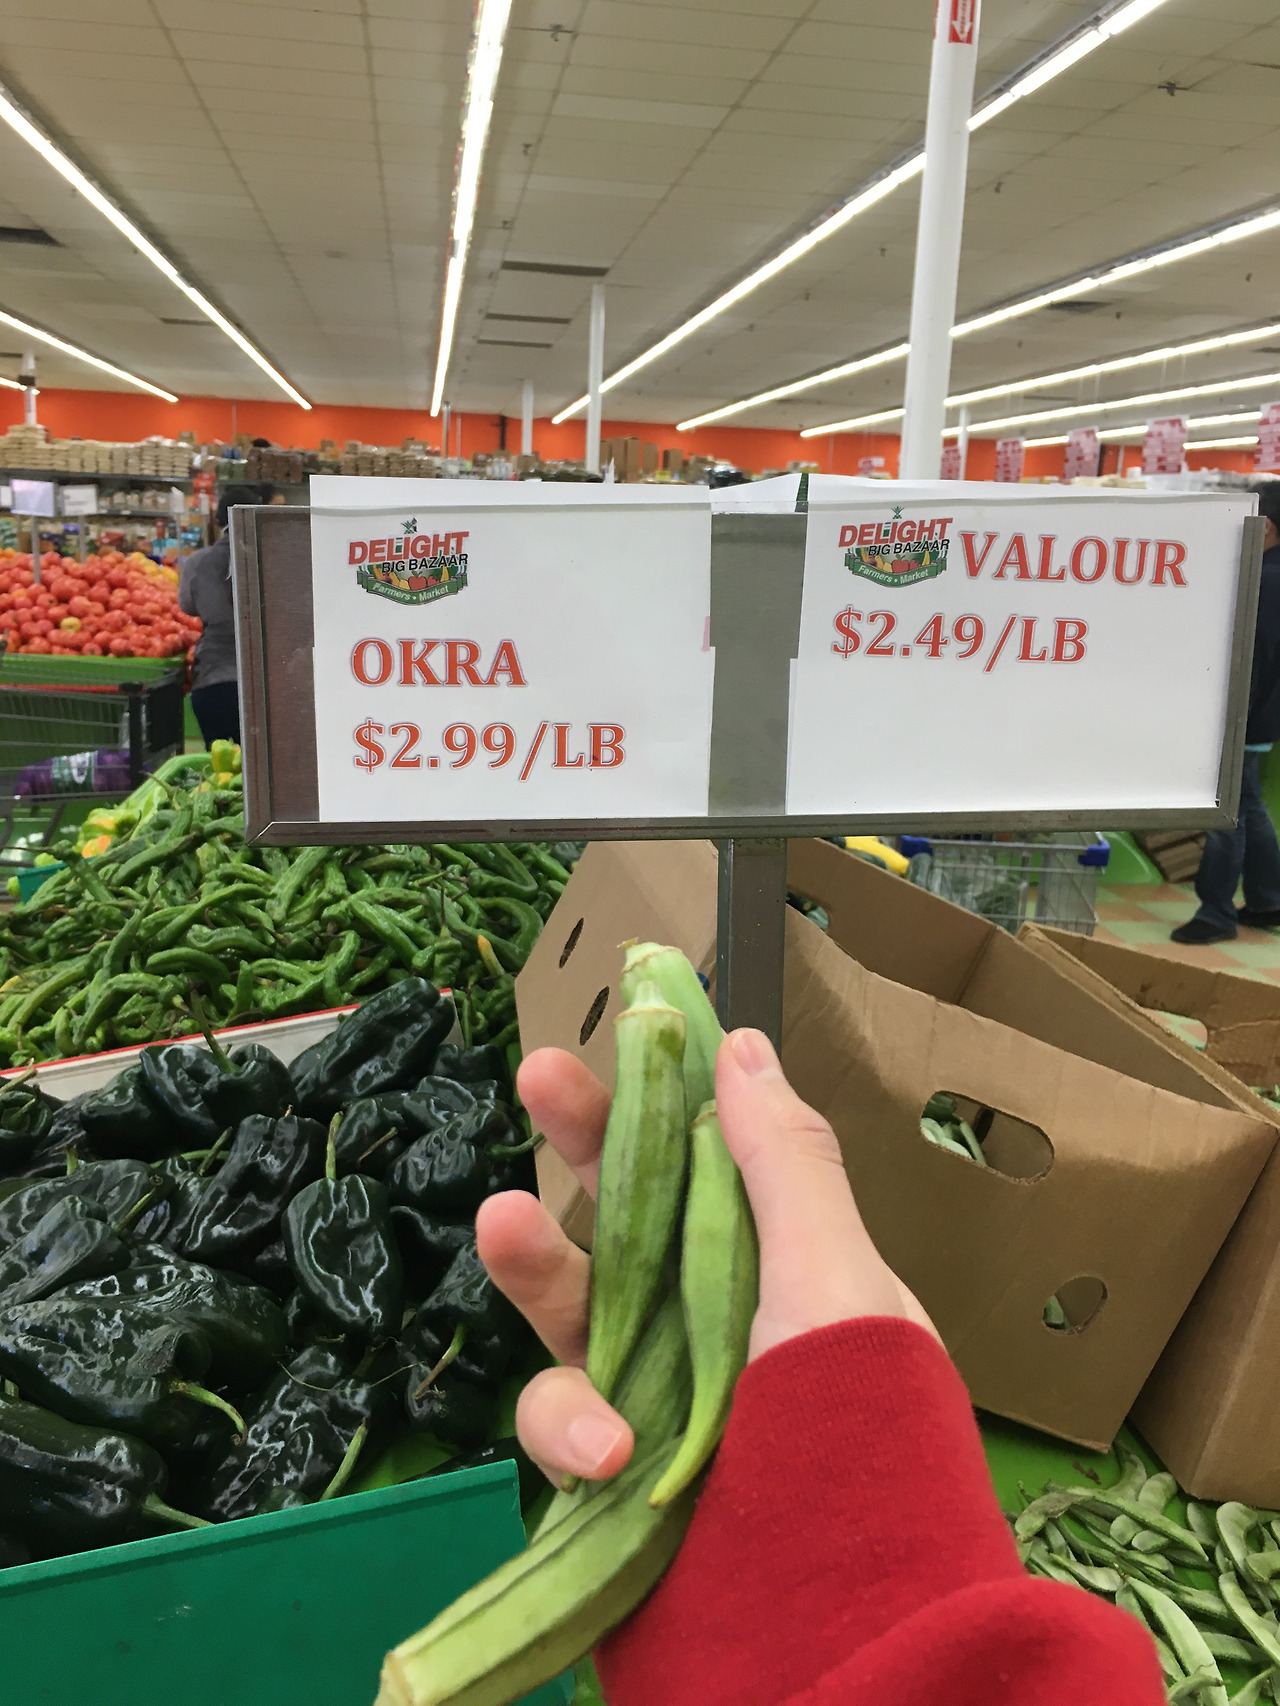 DELIGHT
BIG BAZAAR
Farmers • Market
OKRA
$2.99/LB
DELIGHT
BIG BAZAAR
Farmers • Market
VALOUR
$2.49/LB